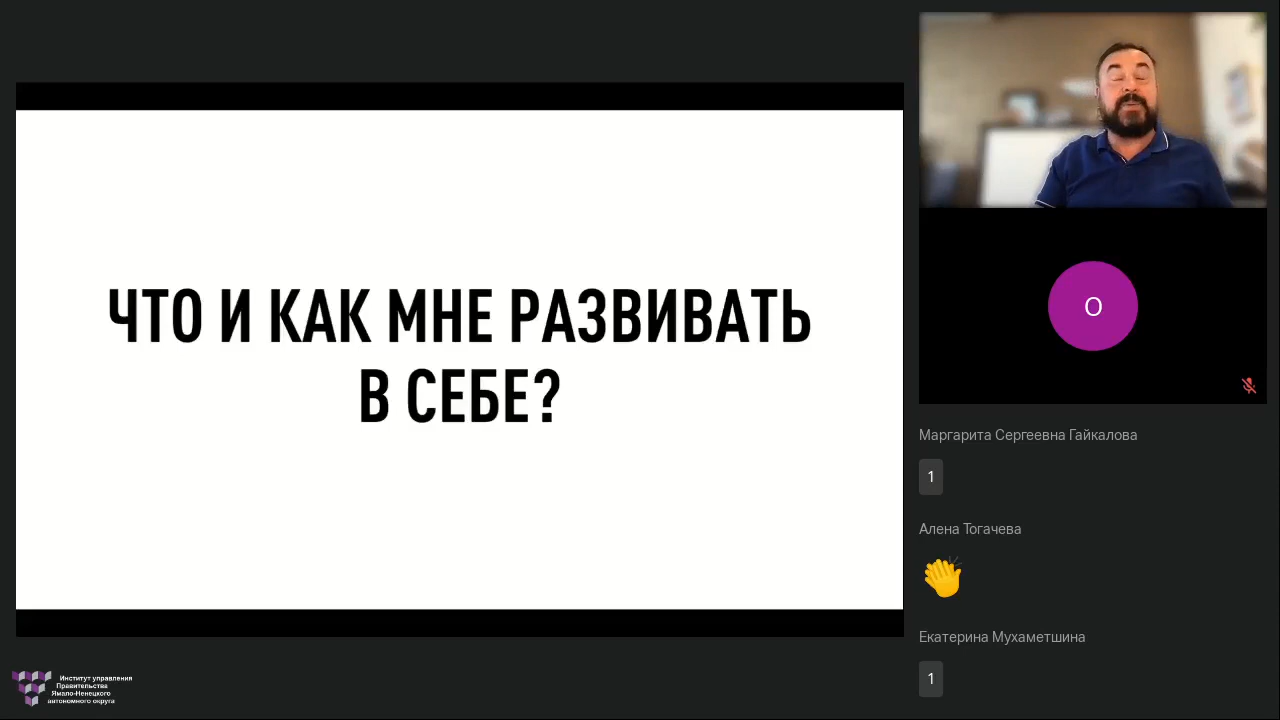 ЧТО И КАК МНЕ РАЗВИВАТЬ
В СЕБЕ?
О
Маргарита Сергеевна Гайкалова
1
Алена Тогачева
Екатерина Мухаметшина
1
Институт управления
Правительства
Ямало-Ненецкого
автономного округа